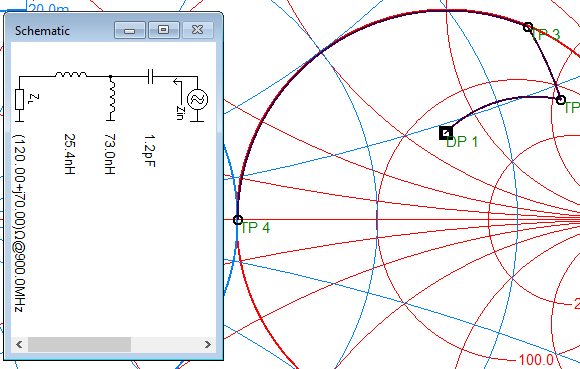 20.0m
Schematic
ZL
Zin
(120.00+j70.00)Ω@900.0MHz
25.4nH
73.0nH
1.2pF
TP 3
TP
DP 1
TP 4
100.0